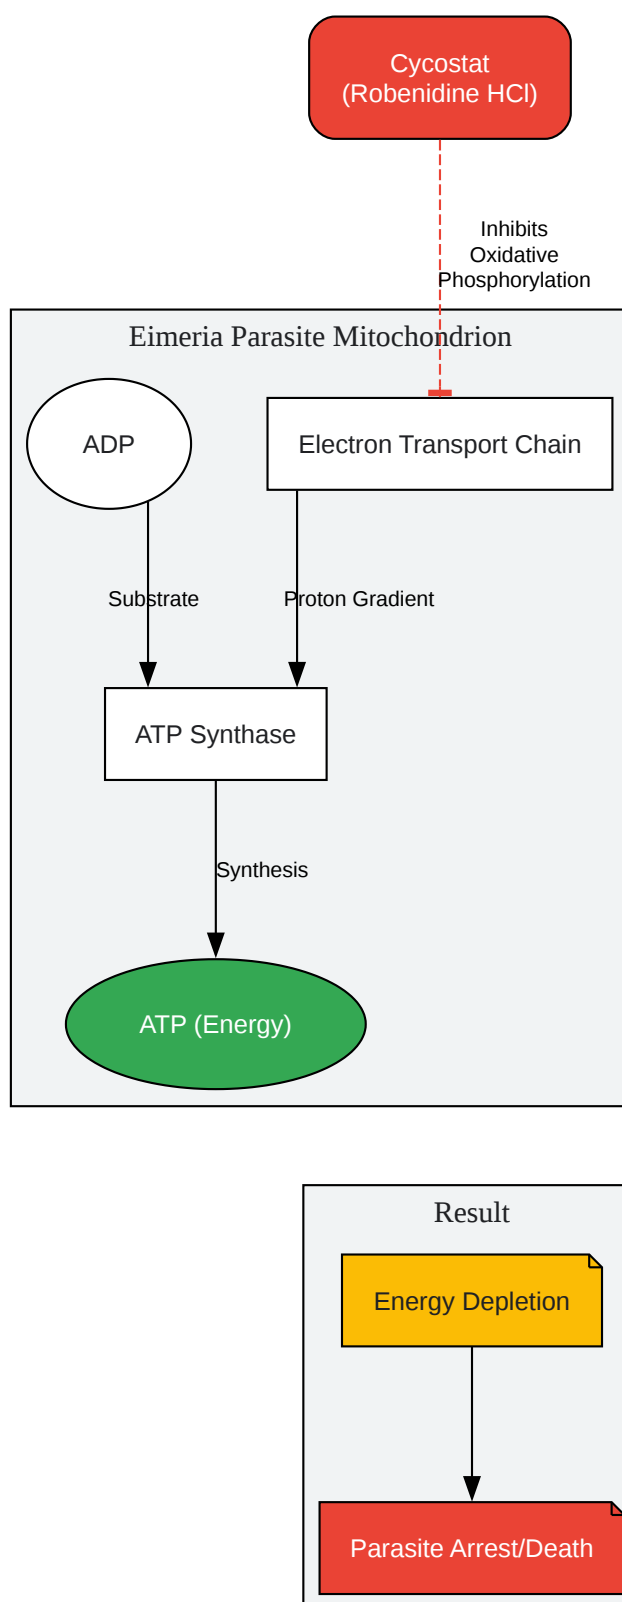 Cycostat
(Robenidine HCl)
Inhibits
Oxidative
Phosphorylation
Eimeria Parasite Mitochondrion
ADP
Electron Transport Chain
Substrate
Proton Gradient
ATP Synthase
Synthesis
ATP (Energy)
Result
Energy Depletion
Parasite Arrest/Death